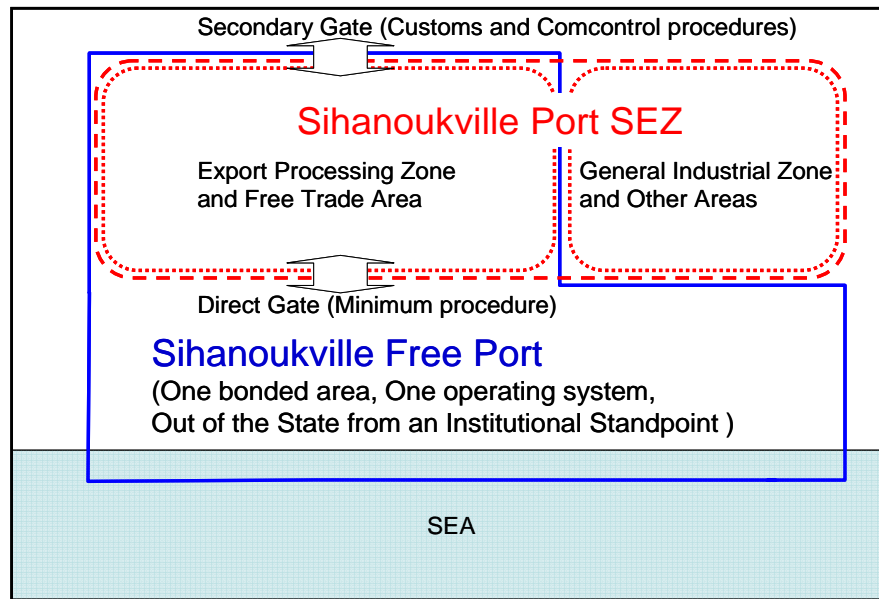 Secondary Gate (Customs and Comcontrol procedures)
Sihanoukville Port SEZ
Export Processing Zone
and Free Trade Area
General Industrial Zone
and Other Areas
Direct Gate (Minimum procedure)
Sihanoukville Free Port
(One bonded area, One operating system,
Out of the State from an Institutional Standpoint )
SEA